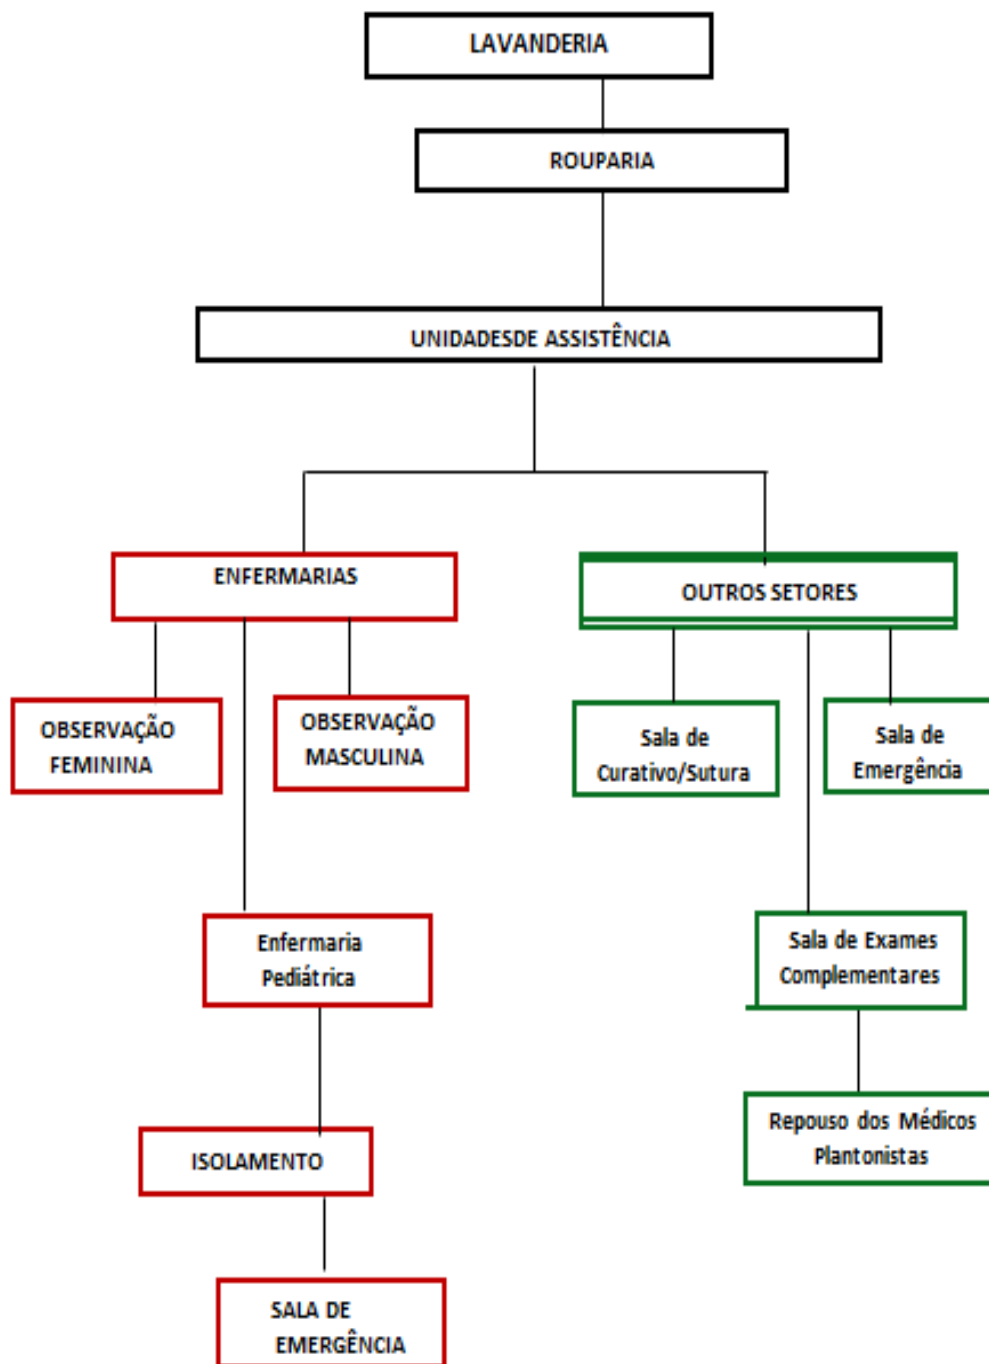 LAVANDERIA
ROUPARIA
UNIDADESDE ASSISTÊNCIA
ENFERMARIAS
OUTROS SETORES
OBSERVAÇÃO
FEMININA
OBSERVAÇÃO
MASCULINA
Sala de
Curativo/Sutura
Sala de
Emergência
Enfermaria
Pediátrica
Sala de Exames
Complementares
ISOLAMENTO
Repouso dos Médicos
Plantonistas
SALA DE
EMERGÊNCIA